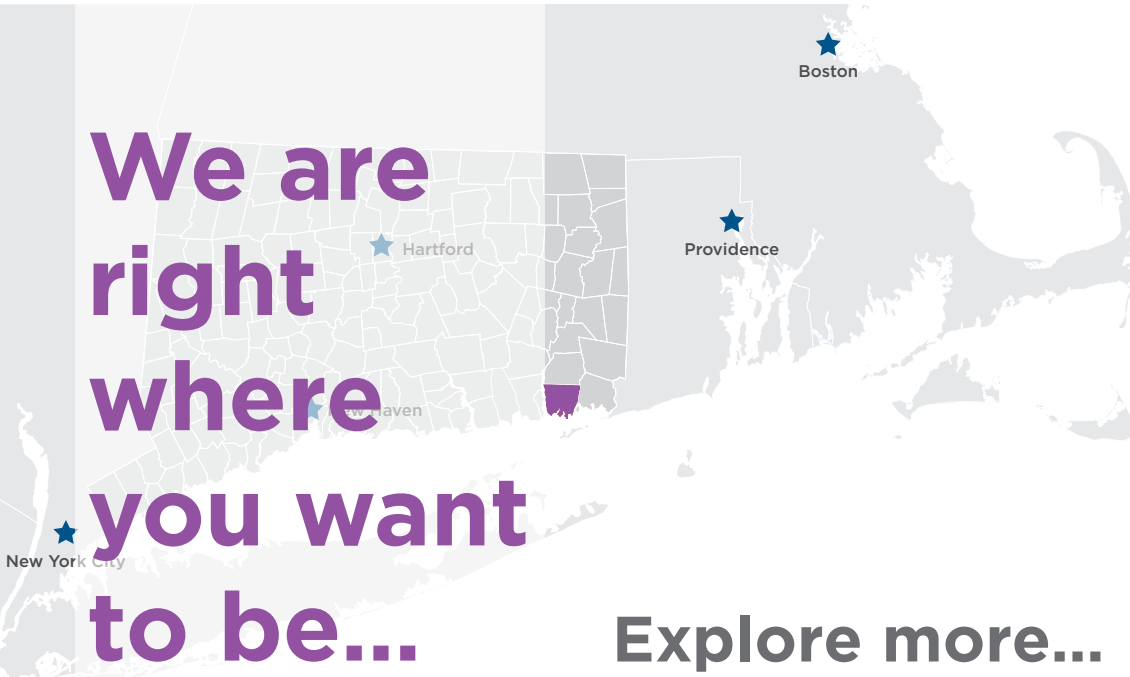 Boston
We are
right
where
you want
to be...
Hartford
Providence
New Haven
New York City
Explore more...